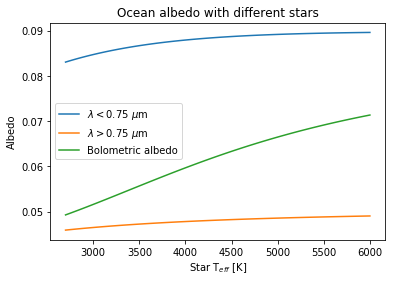 Ocean albedo with different stars
0.09
0.08
0.07
0.06
0.05
Albedo
λ < 0.75 μm
λ > 0.75 μm
Bolometric albedo
3000 3500 4000 4500 5000 5500 6000
Star T_eff [K]